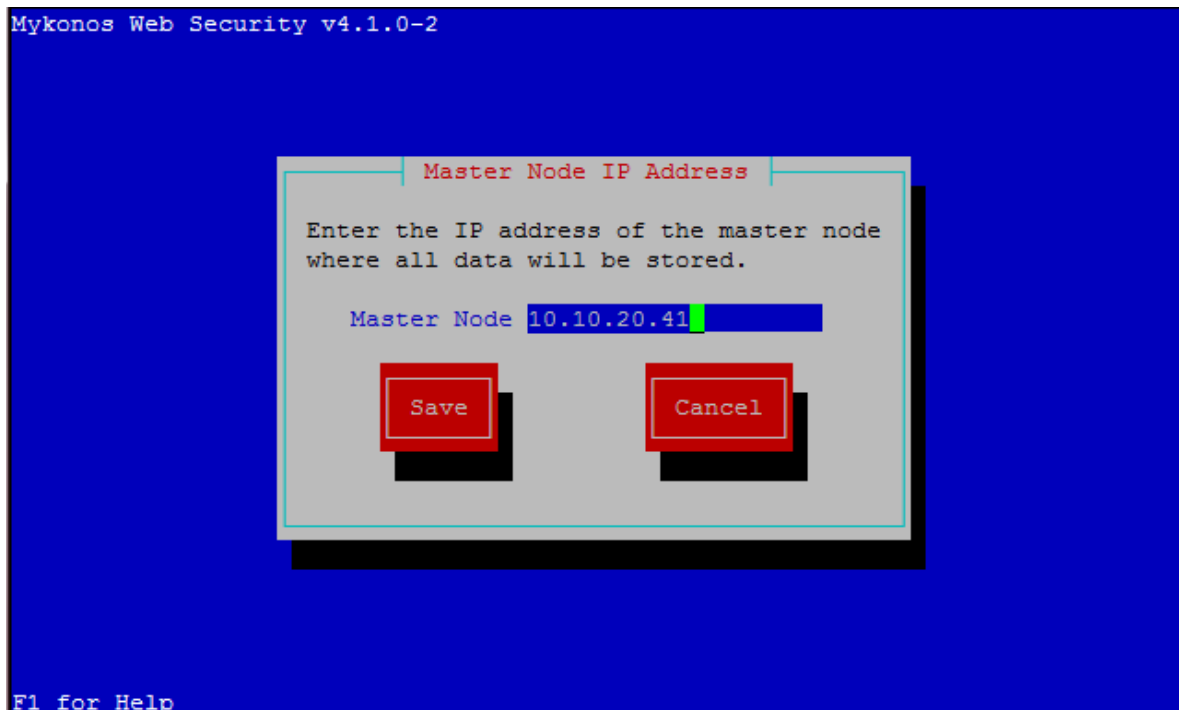 Mykonos Web Security v4.1.0-2
Master Node IP Address
Enter the IP address of the master node
where all data will be stored.
Master Node 10.10.20.41
Save Cancel
F1 for Help